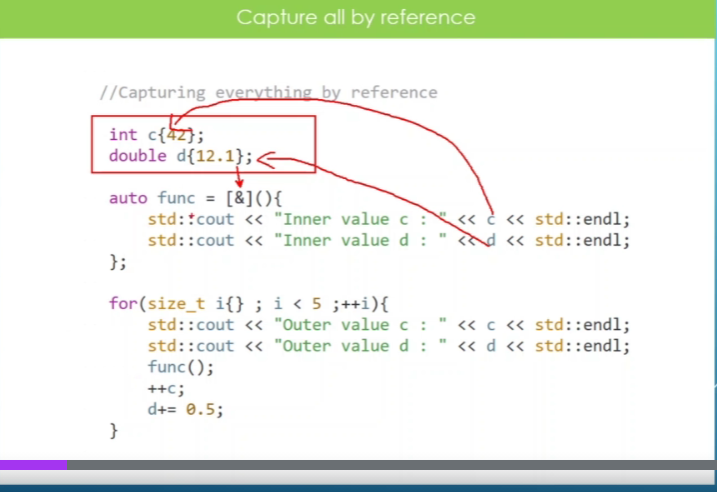 Capture all by reference
//Capturing everything by reference
int c{42};
double d{12.1};
auto func = [&](){
std::cout << "Inner value c : " << c << std::endl;
std::cout << "Inner value d : " << d << std::endl;
};
for(size_t i{} ; i < 5 ;++i){
std::cout << "Outer value c : " << c << std::endl;
std::cout << "Outer value d : " << d << std::endl;
func();
++c;
d+= 0.5;
}